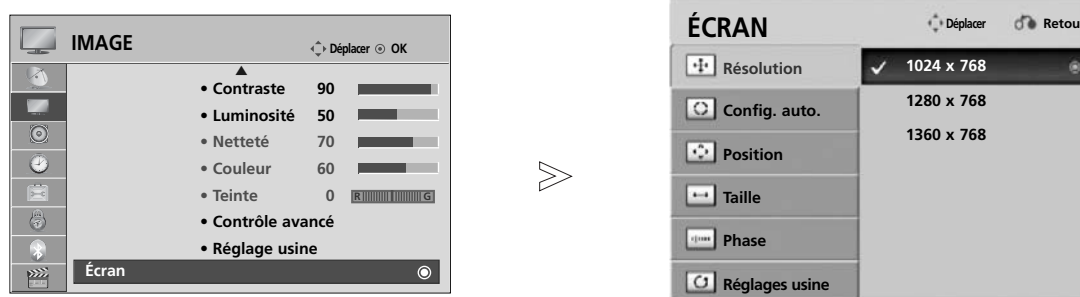 IMAGE
Déplacer OK
• Contraste 90
• Luminosité 50
• Netteté 70
• Couleur 60
• Teinte 0 R G
• Contrôle avancé
• Réglage usine
Écran
ÉCRAN
Déplacer Retou
Résolution
Config. auto.
Position
Taille
Phase
Réglages usine
✓ 1024 x 768
1280 x 768
1360 x 768